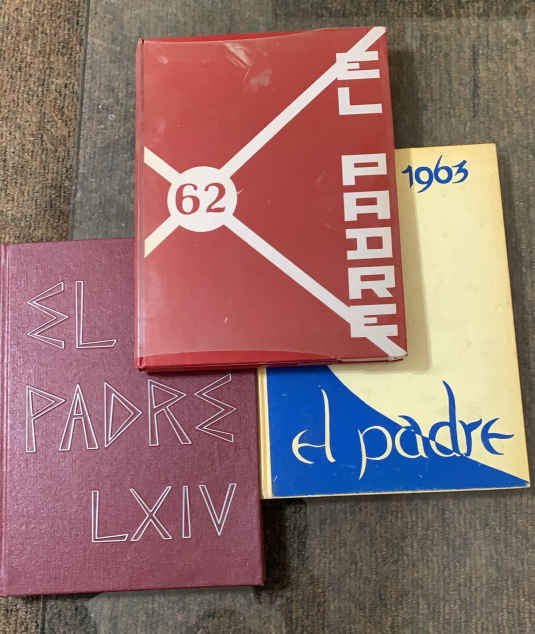 EL PADRE
62
1963
el padre
EL
PADRE
LXIV